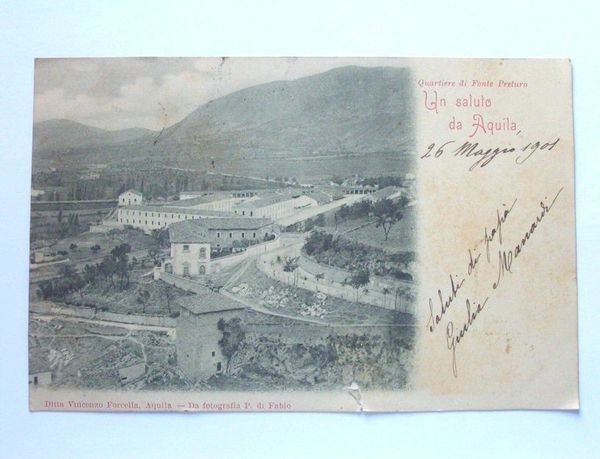 Quartiere di Fonte Preturo
Un saluto
da Aquila,
26 Maggio 1901
Saluti di papà
Giulia Manardi
Ditta Vincenzo Forcella, Aquila — Da fotografia P. di Fabio